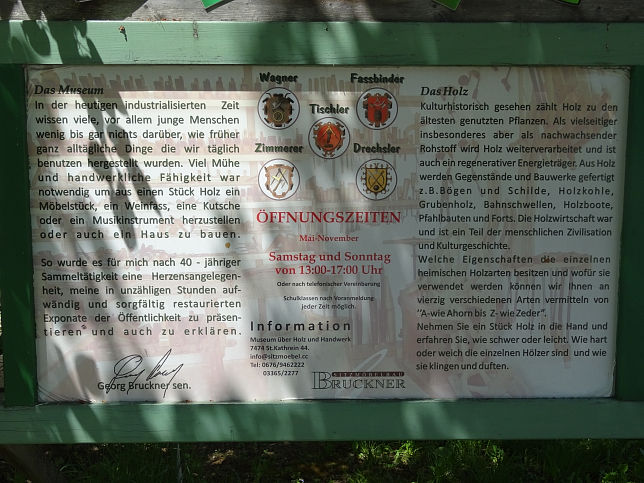 Das Museum
In der heutigen industrialisierten Zeit
wissen viele, vor allem junge Menschen
wenig bis gar nichts darüber, wie früher
ganz alltägliche Dinge die wir täglich
benutzen hergestellt wurden. Viel Mühe
und handwerkliche Fähigkeit war
notwendig um aus einen Stück Holz ein
Möbelstück, ein Weinfass, eine Kutsche
oder ein Musikinstrument herzustellen
oder auch ein Haus zu bauen.
So wurde es für mich nach 40 - jähriger
Sammeltätigkeit eine Herzensangelegen-
heit, meine in unzähligen Stunden auf-
wändig und sorgfältig restaurierten
Exponate der Öffentlichkeit zu präsen-
tieren und auch zu erklären.
Georg Bruckner sen.
Wagner
Fassbinder
Tischler
Zimmerer
Drechsler
ÖFFNUNGSZEITEN
Mai-November
Samstag und Sonntag
von 13:00-17:00 Uhr
Oder nach telefonischer Vereinbarung
Schulklassen nach Voranmeldung
jeder Zeit möglich.
Information
Museum über Holz und Handwerk
7474 St.Kathrein 44.
info@sitzmoebel.cc
Tel: 0676/9462222
03365/2277
SITZMÖBELBAU
BRUCKNER
Das Holz
Kulturhistorisch gesehen zählt Holz zu den
ältesten genutzten Pflanzen. Als vielseitiger
insbesonderes aber als nachwachsender
Rohstoff wird Holz weiterverarbeitet und ist
auch ein regenerativer Energieträger. Aus Holz
werden Gegenstände und Bauwerke gefertigt
z.B.Bögen und Schilde, Holzkohle,
Grubenholz, Bahnschwellen, Holzboote,
Pfahlbauten und Forts. Die Holzwirtschaft war
und ist ein Teil der menschlichen Zivilisation
und Kulturgeschichte.
Welche Eigenschaften die einzelnen
heimischen Holzarten besitzen und wofür sie
verwendet werden können wir Ihnen an
vierzig verschiedenen Arten vermitteln von
"A-wie Ahorn bis Z- wie Zeder".
Nehmen Sie ein Stück Holz in die Hand und
erfahren Sie, wie schwer oder leicht. Wie hart
oder weich die einzelnen Hölzer sind und wie
sie klingen und duften.